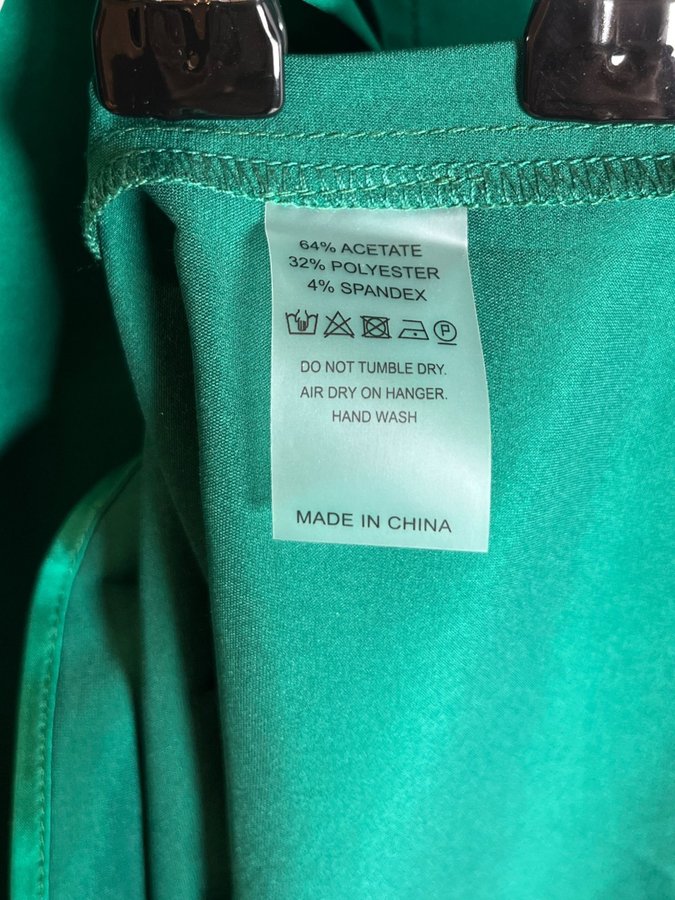 64% ACETATE
32% POLYESTER
4% SPANDEX
P
DO NOT TUMBLE DRY.
AIR DRY ON HANGER.
HAND WASH
MADE IN CHINA